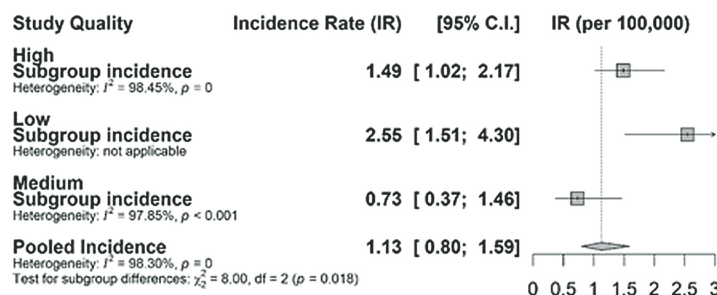 Study Quality Incidence Rate (IR) [95% C.I.] IR (per 100,000)
High
Subgroup incidence 1.49 [ 1.02; 2.17]
Heterogeneity: I² = 98.45%, p = 0
Low
Subgroup incidence 2.55 [ 1.51; 4.30]
Heterogeneity: not applicable
Medium
Subgroup incidence 0.73 [ 0.37; 1.46]
Heterogeneity: I² = 97.85%, p < 0.001
Pooled Incidence 1.13 [ 0.80; 1.59]
Heterogeneity: I² = 98.30%, p = 0
Test for subgroup differences: χ²₂ = 8.00, df = 2 (p = 0.018)
0 0.5 1 1.5 2 2.5 3